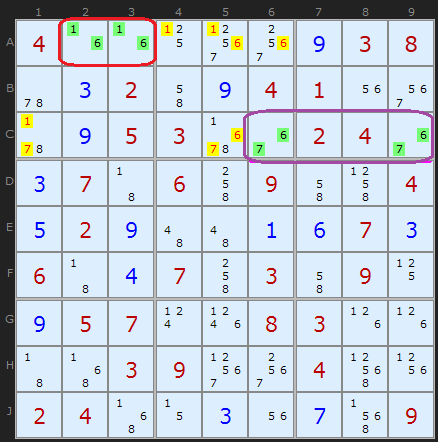 1 2 3 4 5 6 7 8 9
1 1 1 2 1 2 2
A 4 6 6 5 5 6 5 6 9 3 8
7 7
B 3 2 5 9 4 1 5 6 5 6
7 8 8 7
1 1
C 9 5 3 6 6 2 4 6
7 8 7 8 7 7
1 2 1 2
D 3 7 6 5 9 5 5 4
8 8 8 8
E 5 2 9 4 4 1 6 7 3
8 8
1 2 1 2
F 6 4 7 5 3 5 9 5
8 8 8
1 2 1 2 1 2 1 2
G 9 5 7 4 4 6 8 3 6 6
1 1 1 2 2 1 2 1 2
H 6 3 9 5 6 5 6 4 5 6 5 6
8 8 7 7 8
1 1 1
J 2 4 6 5 3 5 6 7 5 6 9
8 8